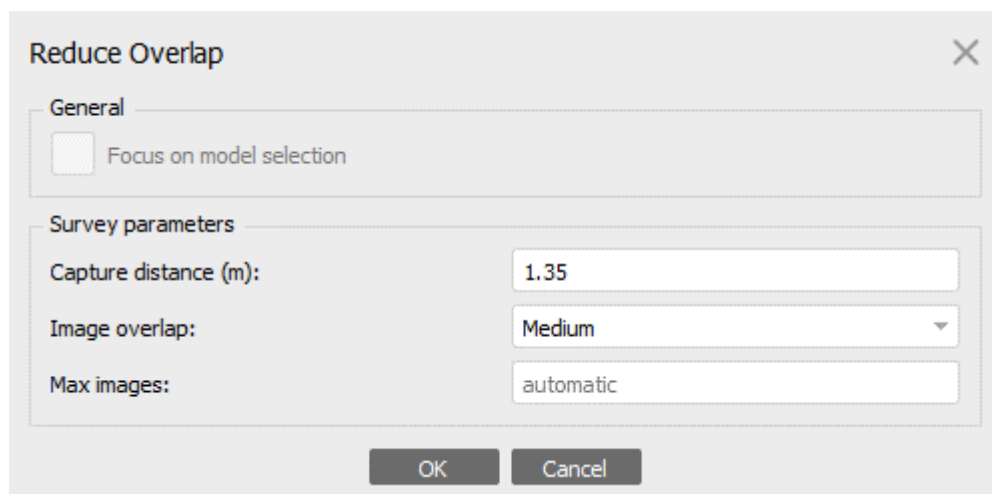 Reduce Overlap
General
Focus on model selection
Survey parameters
Capture distance (m): 1.35
Image overlap: Medium
Max images: automatic
OK Cancel